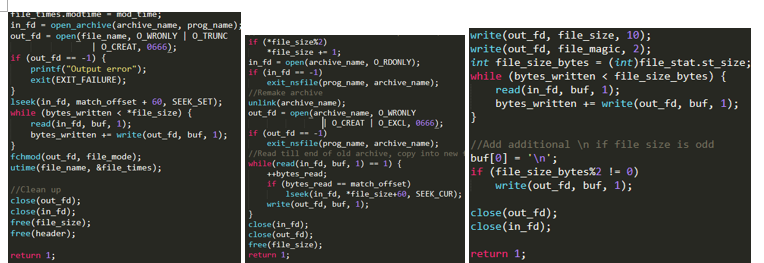 file_times.modtime = mod_time;
in_fd = open_archive(archive_name, prog_name);
out_fd = open(file_name, O_WRONLY | O_TRUNC
| O_CREAT, 0666);
if (out_fd == -1) {
printf("Output error");
exit(EXIT_FAILURE);
}
lseek(in_fd, match_offset + 60, SEEK_SET);
while (bytes_written < *file_size) {
read(in_fd, buf, 1);
bytes_written += write(out_fd, buf, 1);
}
fchmod(out_fd, file_mode);
utime(file_name, &file_times);
//Clean up
close(out_fd);
close(in_fd);
free(file_size);
free(header);
return 1;
if (*file_size%2)
*file_size += 1;
in_fd = open(archive_name, O_RDONLY);
if (in_fd == -1)
exit_nsfile(prog_name, archive_name);
//Remake archive
unlink(archive_name);
out_fd = open(archive_name, O_WRONLY
| O_CREAT | O_EXCL, 0666);
if (out_fd == -1)
exit_nsfile(prog_name, archive_name);
//Read till end of old archive, copy into new
while(read(in_fd, buf, 1) == 1) {
++bytes_read;
if (bytes_read == match_offset)
lseek(in_fd, *file_size+60, SEEK_CUR);
write(out_fd, buf, 1);
}
close(in_fd);
close(out_fd);
free(file_size);
return 1;
write(out_fd, file_size, 10);
write(out_fd, file_magic, 2);
int file_size_bytes = (int)file_stat.st_size;
while (bytes_written < file_size_bytes) {
read(in_fd, buf, 1);
bytes_written += write(out_fd, buf, 1);
}
//Add additional \n if file size is odd
buf[0] = '\n';
if (file_size_bytes%2 != 0)
write(out_fd, buf, 1);
close(out_fd);
close(in_fd);
return 1;